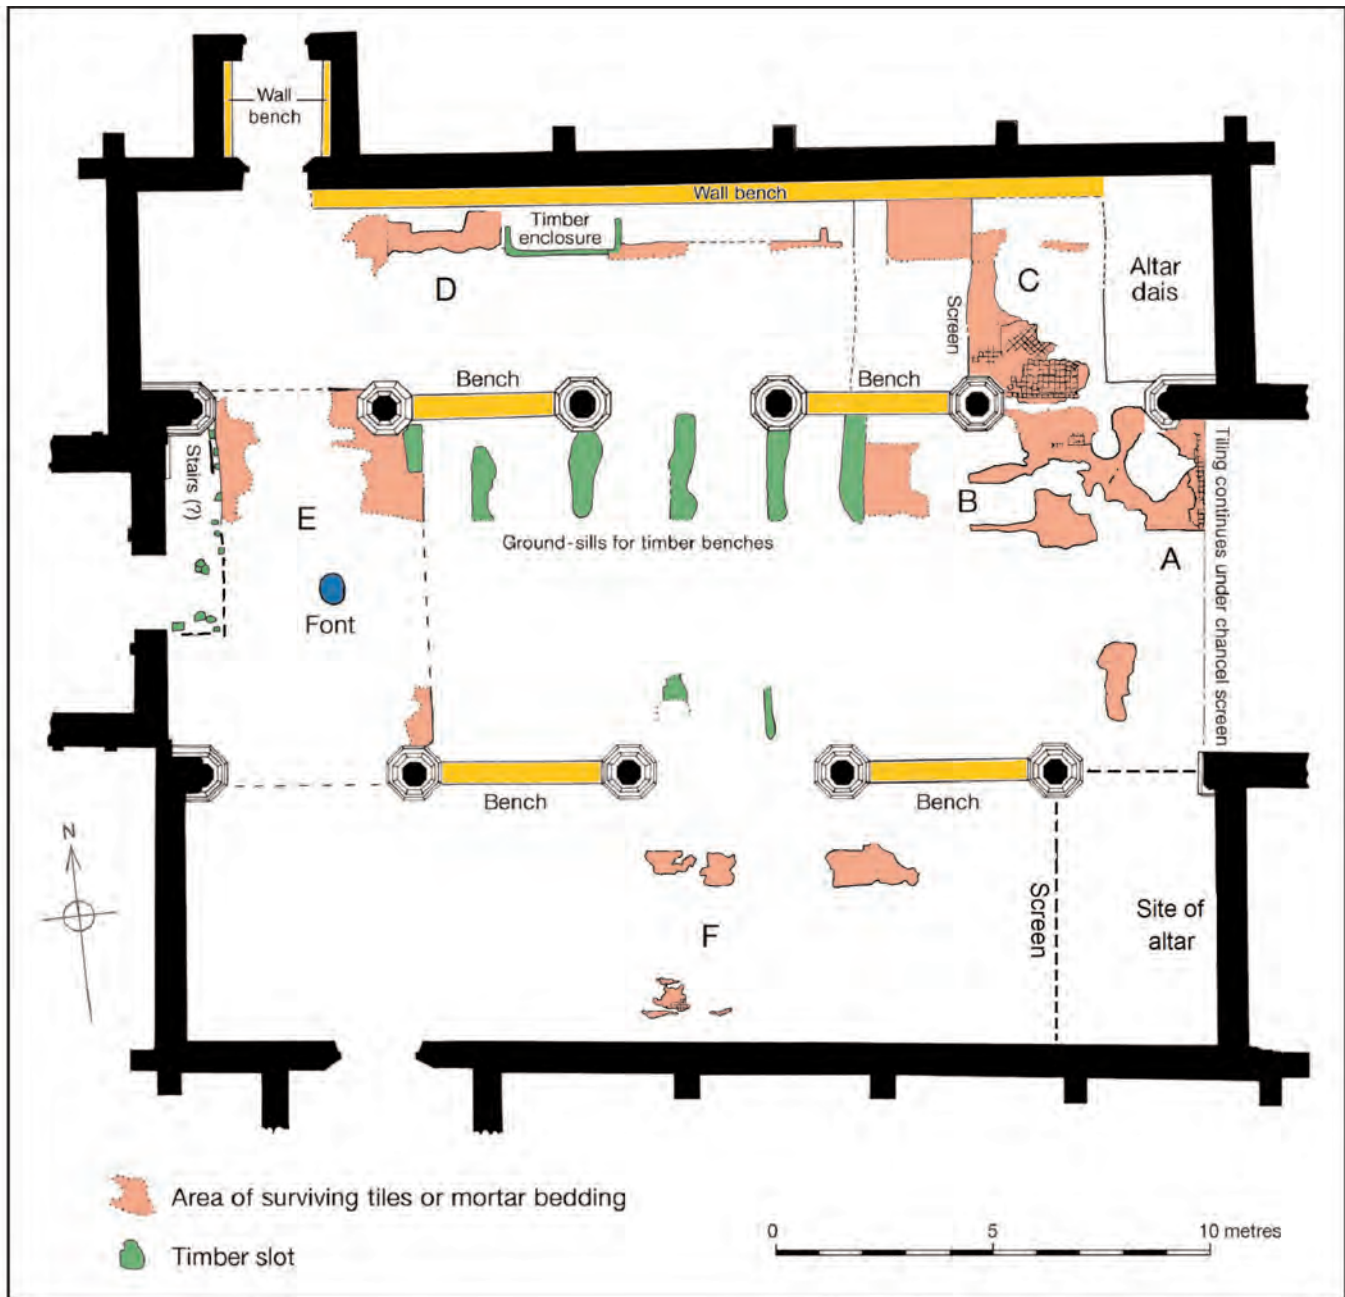 Wall
bench
Wall bench
Timber
enclosure
D
C
Altar
dais
Screen
Bench
Bench
Stairs (?)
E
B
A
Ground-sills for timber benches
Font
Tiling continues under chancel screen
Bench
Bench
N
F
Screen
Site of
altar
Area of surviving tiles or mortar bedding
Timber slot
0 5 10 metres